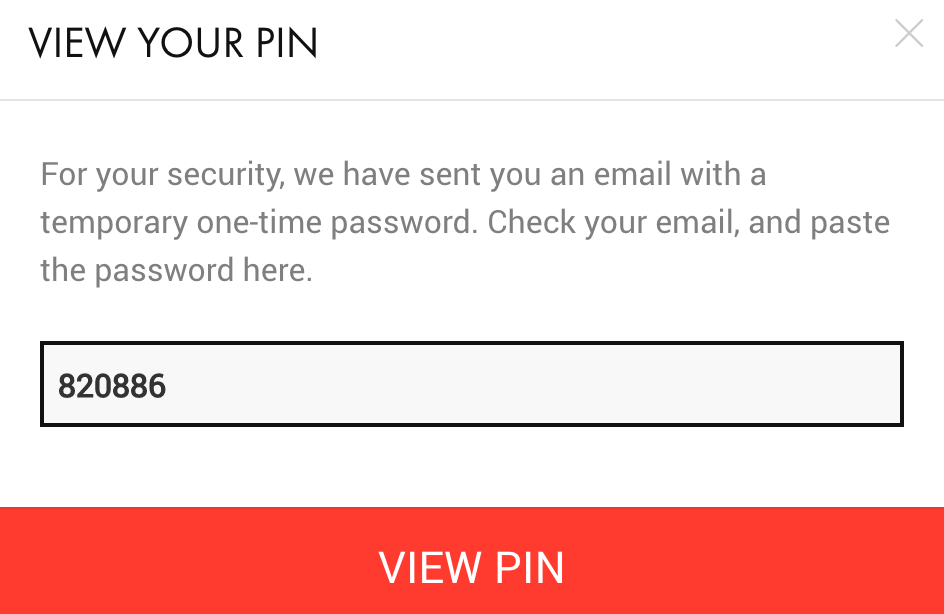 VIEW YOUR PIN
For your security, we have sent you an email with a
temporary one-time password. Check your email, and paste
the password here.
820886
VIEW PIN